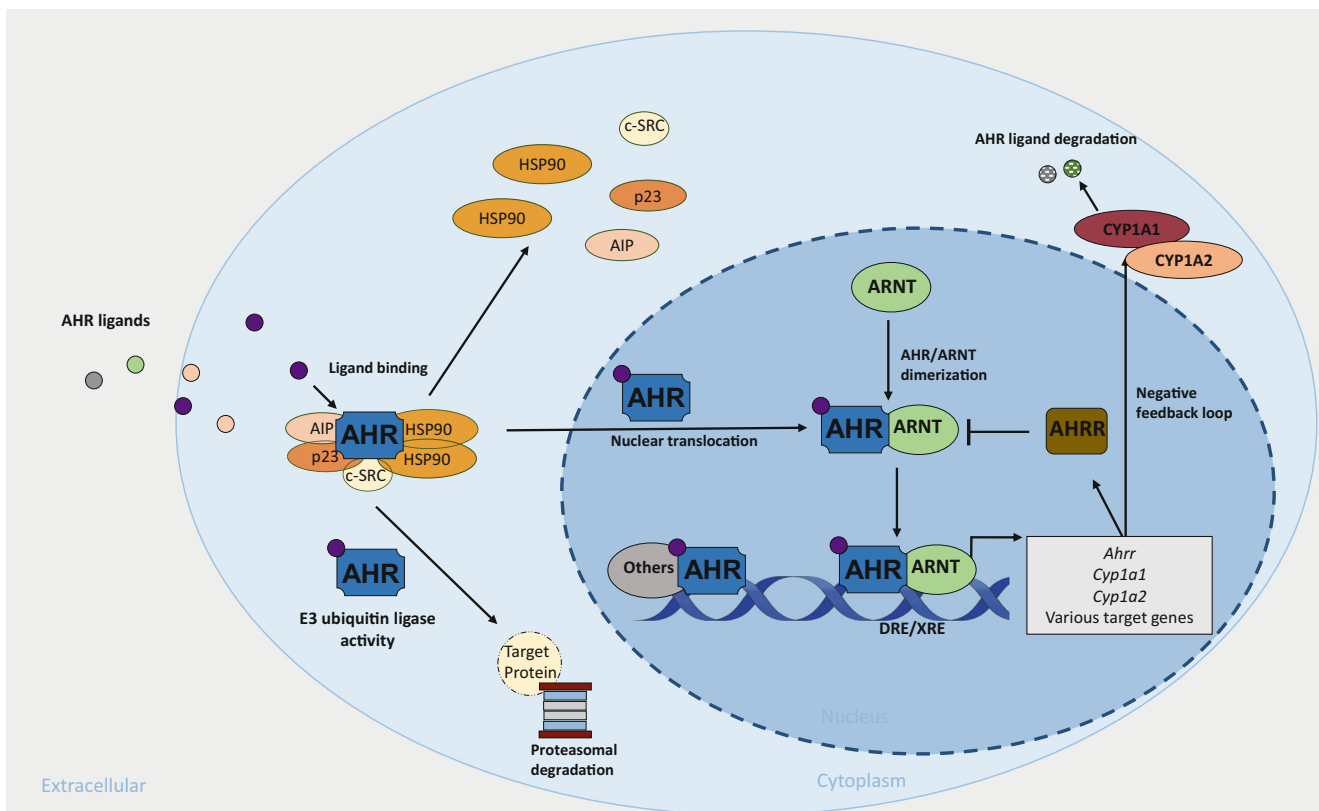 c-SRC
HSP90
p23
HSP90
AIP
AHR ligand degradation
CYP1A1
CYP1A2
ARNT
AHR ligands
Ligand binding
AHR/ARNT
dimerization
Negative
feedback loop
AIP
AHR
HSP90
p23
HSP90
c-SRC
AHR
Nuclear translocation
AHR
ARNT
AHRR
AHR
E3 ubiquitin ligase
activity
Others
AHR
AHR
ARNT
DRE/XRE
Ahrr
Cyp1a1
Cyp1a2
Various target genes
Target
Protein
Proteasomal
degradation
Nucleus
Cytoplasm
Extracellular